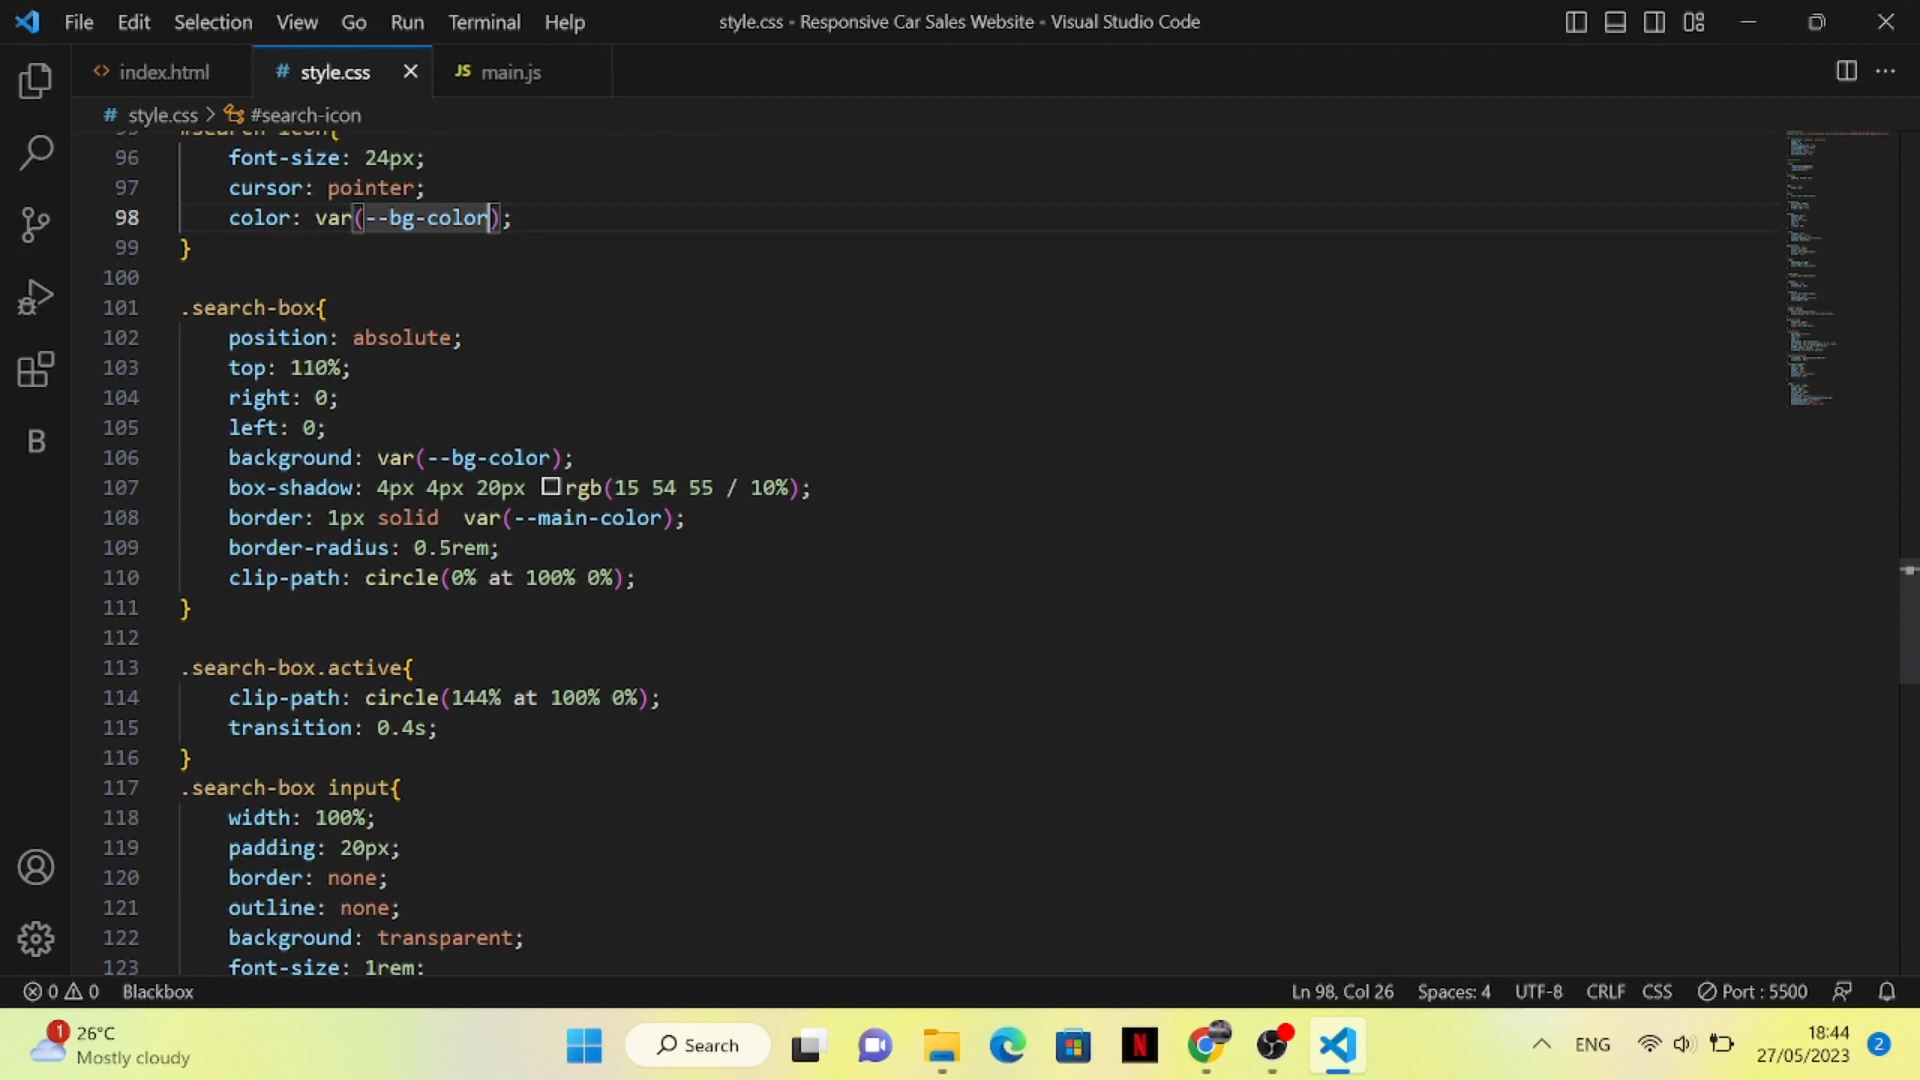 File Edit Selection View Go Run Terminal Help
style.css - Responsive Car Sales Website - Visual Studio Code
index.html
# style.css
JS main.js
# style.css > #search-icon
95 #search-icon{
96 font-size: 24px;
97 cursor: pointer;
98 color: var(--bg-color);
99 }
100
101 .search-box{
102 position: absolute;
103 top: 110%;
104 right: 0;
105 left: 0;
106 background: var(--bg-color);
107 box-shadow: 4px 4px 20px rgb(15 54 55 / 10%);
108 border: 1px solid  var(--main-color);
109 border-radius: 0.5rem;
110 clip-path: circle(0% at 100% 0%);
111 }
112
113 .search-box.active{
114 clip-path: circle(144% at 100% 0%);
115 transition: 0.4s;
116 }
117 .search-box input{
118 width: 100%;
119 padding: 20px;
120 border: none;
121 outline: none;
122 background: transparent;
123 font-size: 1rem;
B
0 0 Blackbox
Ln 98, Col 26 Spaces: 4 UTF-8 CRLF CSS Port : 5500
1
26°C
Mostly cloudy
Search
N
ENG
18:44
27/05/2023
2